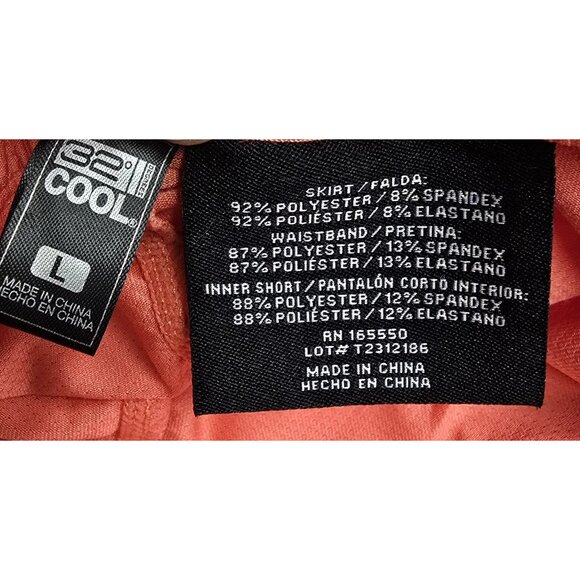 32°
COOL®
L
MADE IN CHINA
HECHO EN CHINA
SKIRT/FALDA:
92% POLYESTER/8% SPANDEX
92% POLIÉSTER/8% ELASTANO
WAISTBAND/PRETINA:
87% POLYESTER/13% SPANDEX
87% POLIÉSTER/13% ELASTANO
INNER SHORT/PANTALÓN CORTO INTERIOR:
88% POLYESTER/12% SPANDEX
88% POLIÉSTER/12% ELASTANO
RN 165550
LOT# T2312186
MADE IN CHINA
HECHO EN CHINA